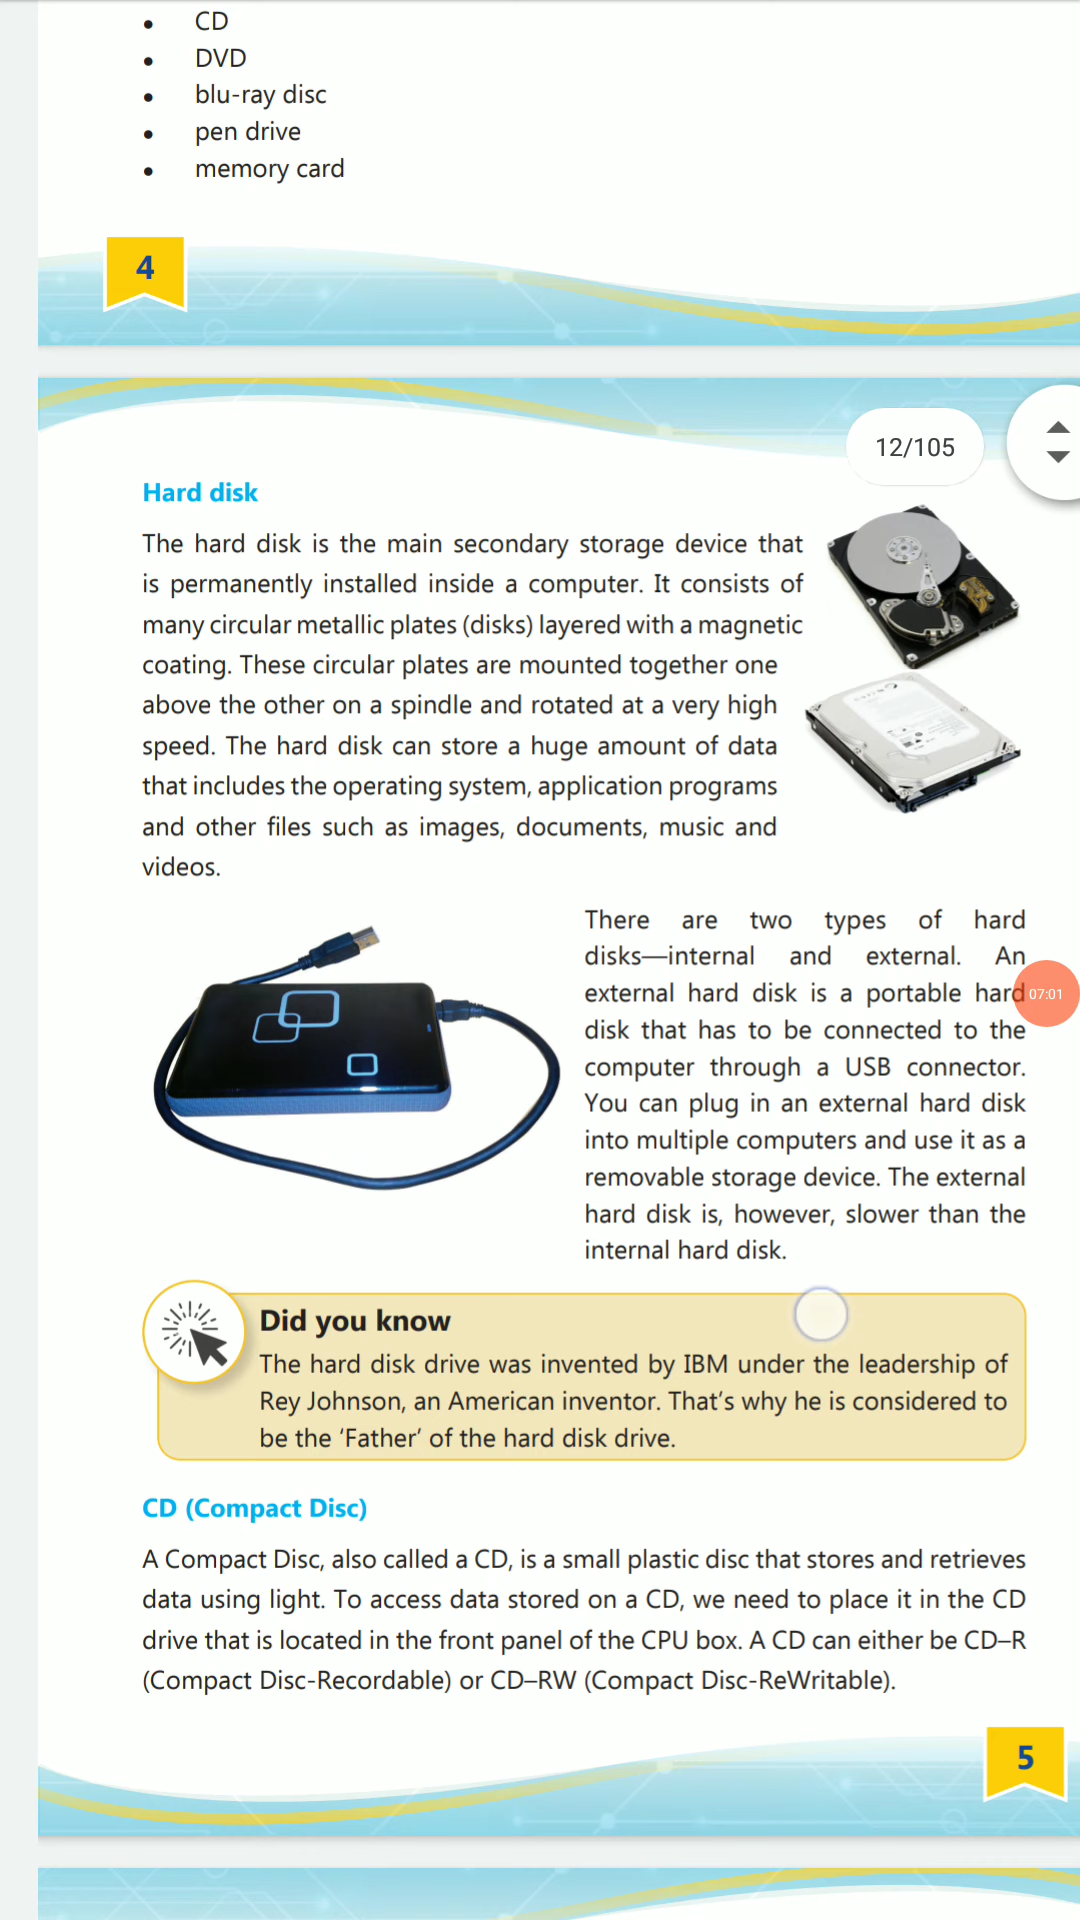 • CD
• DVD
• blu-ray disc
• pen drive
• memory card
4
12/105
Hard disk
The hard disk is the main secondary storage device that
is permanently installed inside a computer. It consists of
many circular metallic plates (disks) layered with a magnetic
coating. These circular plates are mounted together one
above the other on a spindle and rotated at a very high
speed. The hard disk can store a huge amount of data
that includes the operating system, application programs
and other files such as images, documents, music and
videos.
There are two types of hard
disks—internal and external. An
external hard disk is a portable hard
07:01
disk that has to be connected to the
computer through a USB connector.
You can plug in an external hard disk
into multiple computers and use it as a
removable storage device. The external
hard disk is, however, slower than the
internal hard disk.
Did you know
The hard disk drive was invented by IBM under the leadership of
Rey Johnson, an American inventor. That's why he is considered to
be the 'Father' of the hard disk drive.
CD (Compact Disc)
A Compact Disc, also called a CD, is a small plastic disc that stores and retrieves
data using light. To access data stored on a CD, we need to place it in the CD
drive that is located in the front panel of the CPU box. A CD can either be CD–R
(Compact Disc-Recordable) or CD–RW (Compact Disc-ReWritable).
5